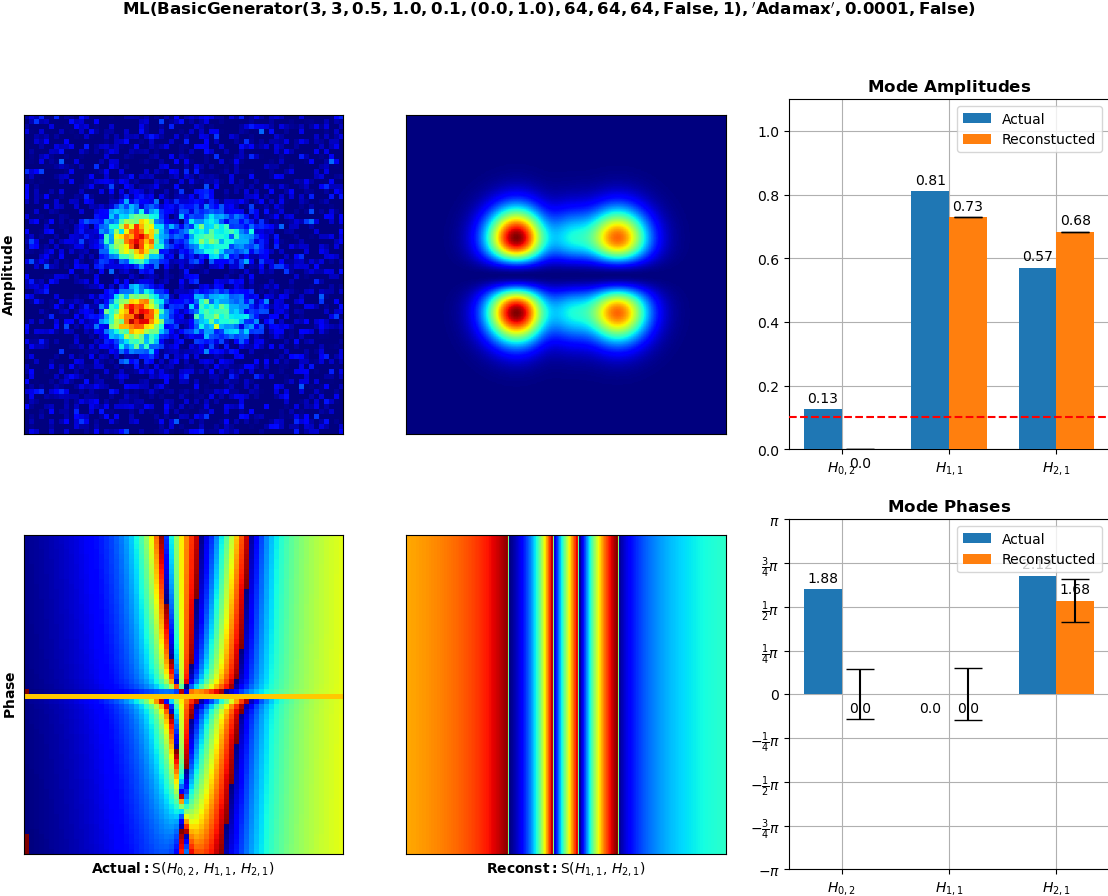 ML(BasicGenerator(3, 3, 0.5, 1.0, 0.1, (0.0, 1.0), 64, 64, 64, False, 1), 'Adamax', 0.0001, False)
Amplitude
Mode Amplitudes
Actual
Reconstucted
1.0
0.8
0.6
0.4
0.2
0.0
0.13
0.0
0.81
0.73
0.57
0.68
H0,2
H1,1
H2,1
Phase
Actual: S(H0,2, H1,1, H2,1)
Reconst: S(H1,1, H2,1)
Mode Phases
Actual
Reconstucted
π
3/4π
1/2π
1/4π
0
−1/4π
−1/2π
−3/4π
−π
1.88
0.0
0.0
0.0
2.12
1.68
H0,2
H1,1
H2,1